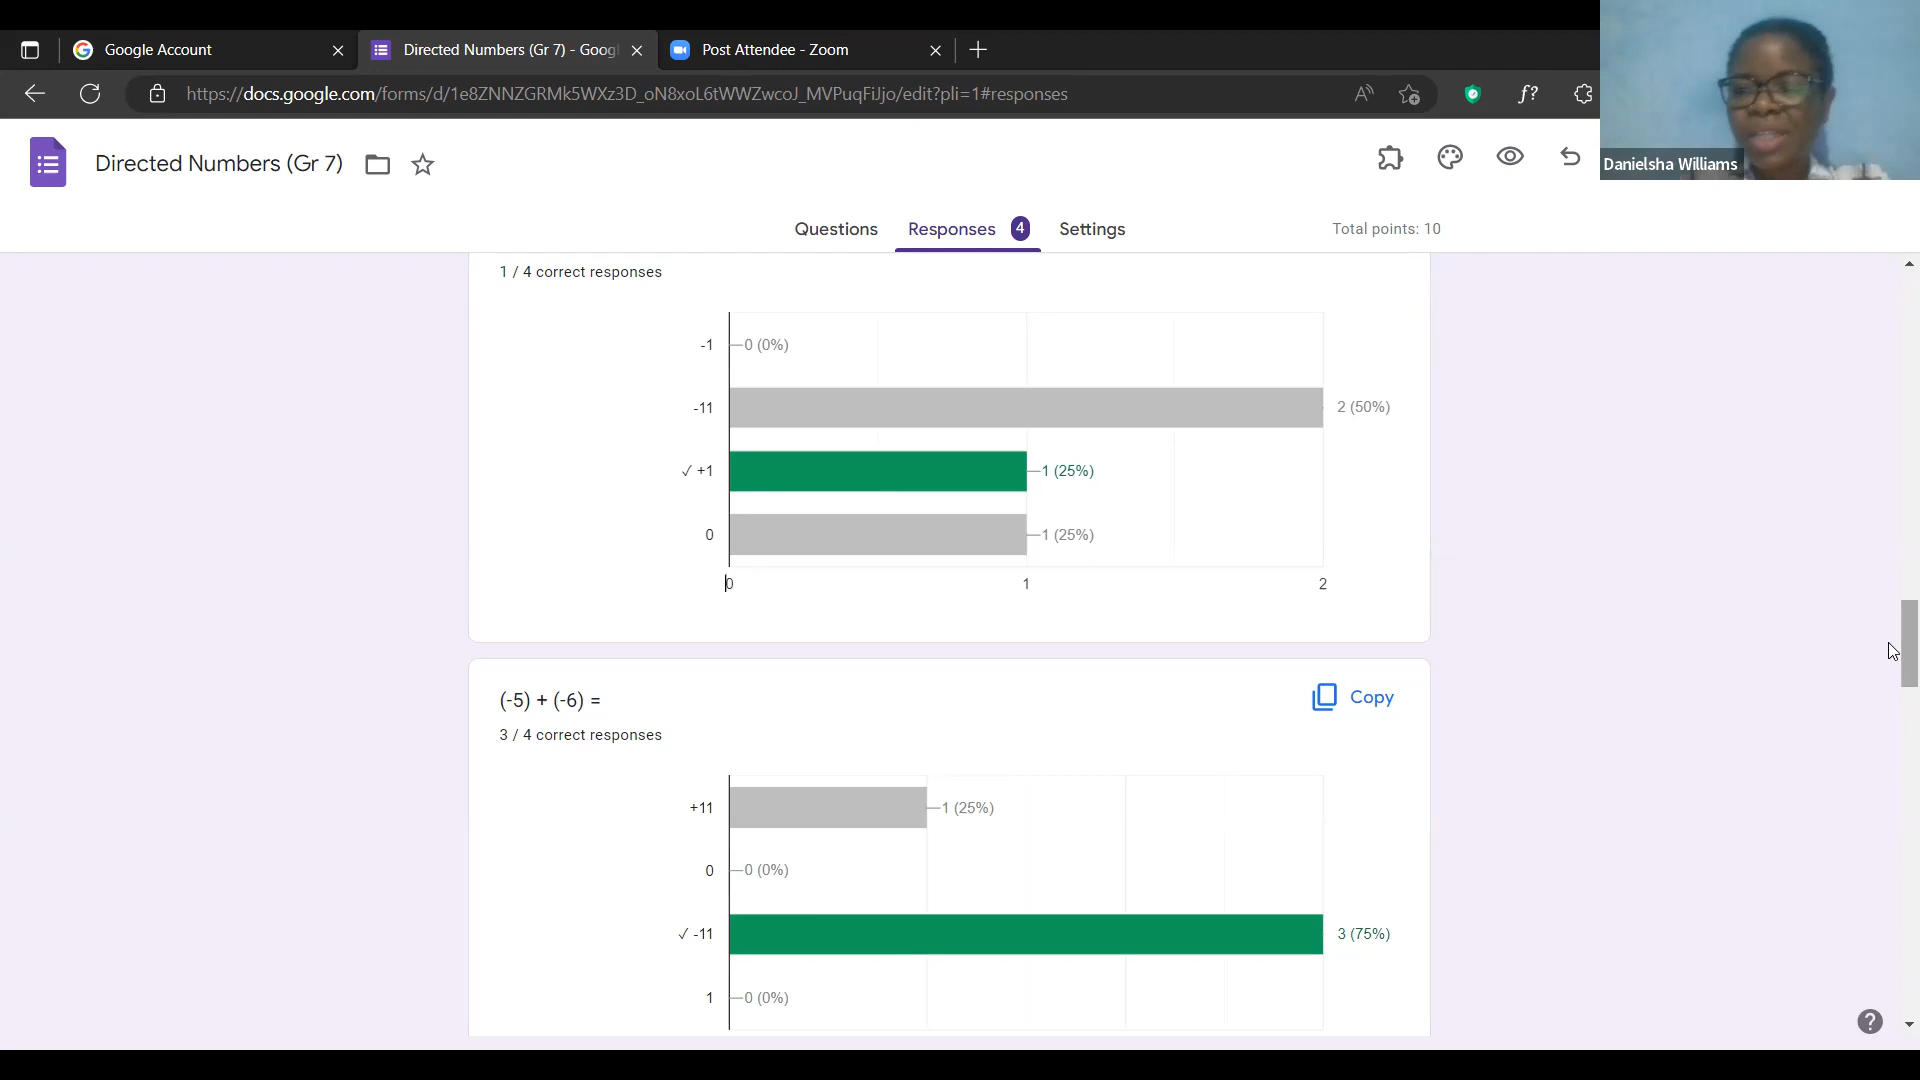 Google Account
Directed Numbers (Gr 7) - Googl
Post Attendee - Zoom
https://docs.google.com/forms/d/1e8ZNNZGRMk5WXz3D_oN8xoL6tWWZwcoJ_MVPuqFiJjo/edit?pli=1#responses
A
f?
Danielsha Williams
Directed Numbers (Gr 7)
Questions
Responses 4
Settings
Total points: 10
1 / 4 correct responses
-1 0 (0%)
-11 2 (50%)
✓ +1 1 (25%)
0 1 (25%)
0 1 2
(-5) + (-6) =
Copy
3 / 4 correct responses
+11 1 (25%)
0 0 (0%)
✓ -11 3 (75%)
1 0 (0%)
?